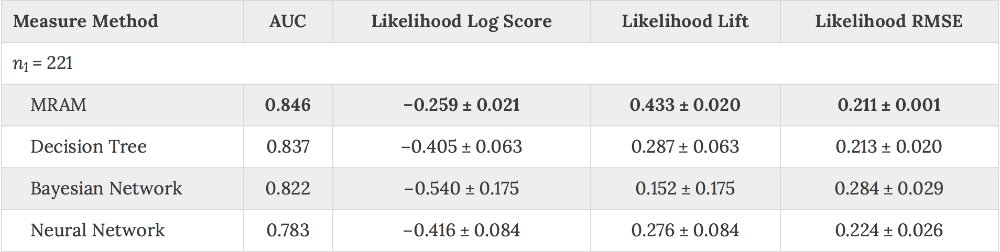 Measure Method AUC Likelihood Log Score Likelihood Lift Likelihood RMSE
n1 = 221
MRAM 0.846 −0.259 ± 0.021 0.433 ± 0.020 0.211 ± 0.001
Decision Tree 0.837 −0.405 ± 0.063 0.287 ± 0.063 0.213 ± 0.020
Bayesian Network 0.822 −0.540 ± 0.175 0.152 ± 0.175 0.284 ± 0.029
Neural Network 0.783 −0.416 ± 0.084 0.276 ± 0.084 0.224 ± 0.026